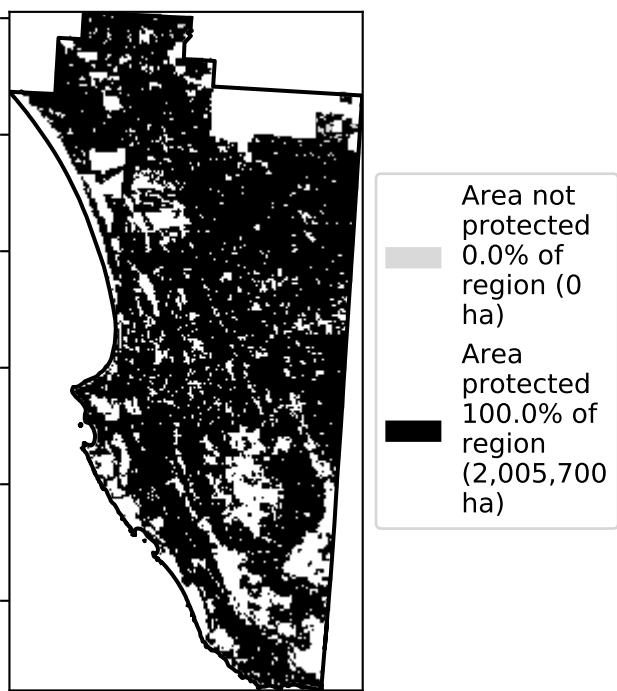 Area not
protected
0.0% of
region (0
ha)
Area
protected
100.0% of
region
(2,005,700
ha)